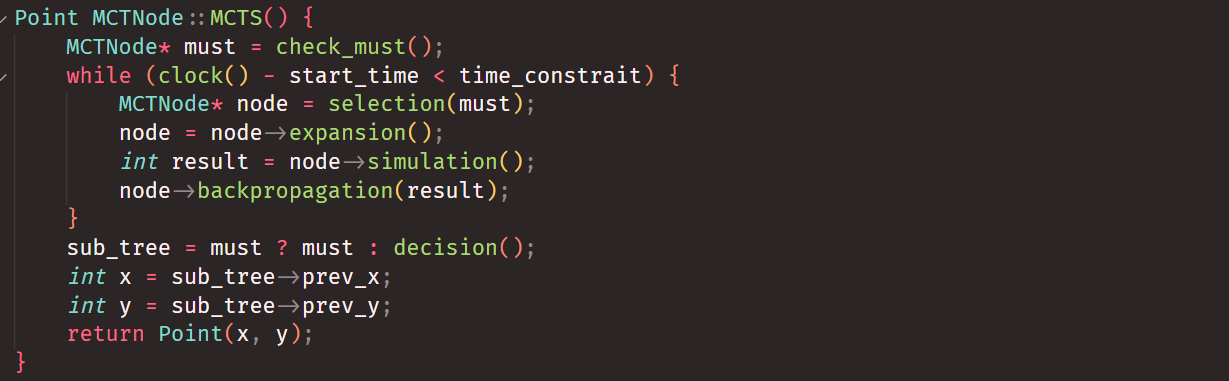 Point MCTNode::MCTS() {
    MCTNode* must = check_must();
    while (clock() - start_time < time_constrait) {
        MCTNode* node = selection(must);
        node = node->expansion();
        int result = node->simulation();
        node->backpropagation(result);
    }
    sub_tree = must ? must : decision();
    int x = sub_tree->prev_x;
    int y = sub_tree->prev_y;
    return Point(x, y);
}